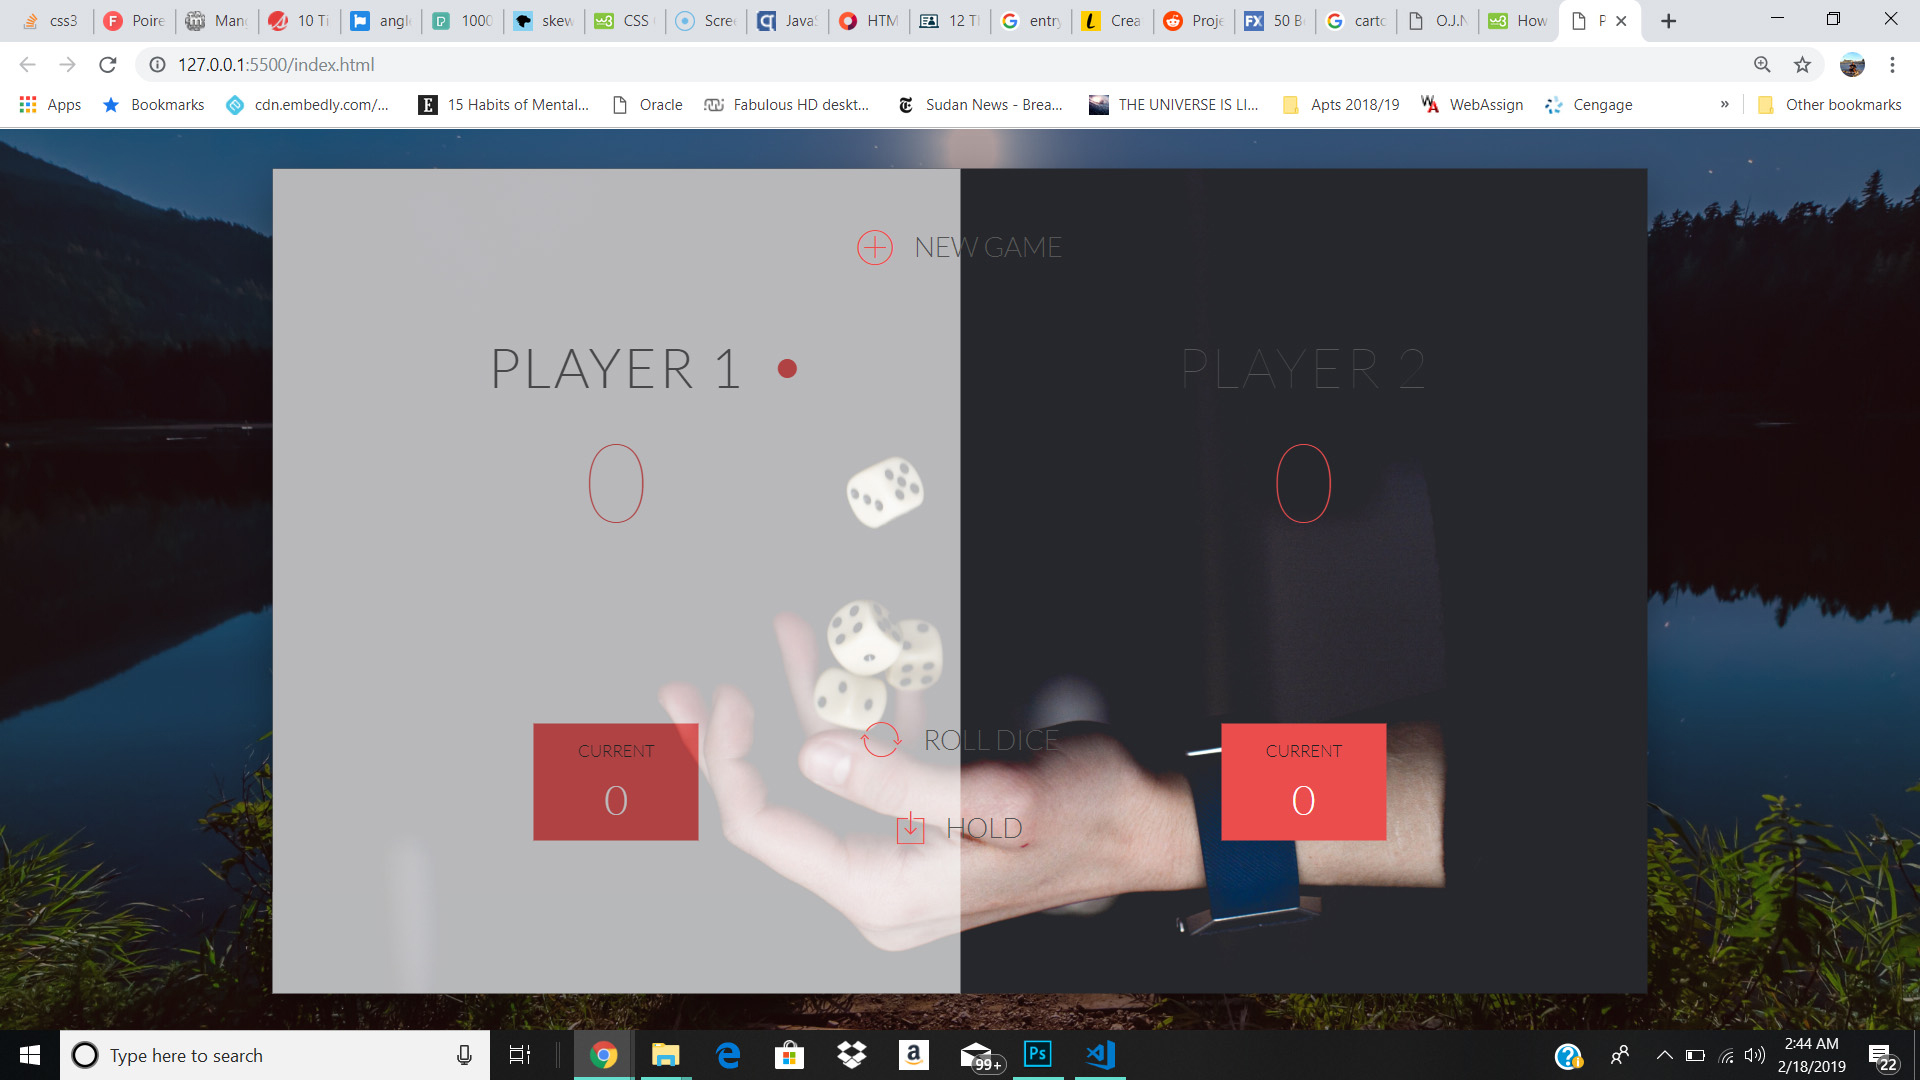 css3 Poire Mang 10 Ti angl 1000 skew CSS Scre Java HTM 12 T entry Crea Proje 50 B carto O.J.N How P
127.0.0.1:5500/index.html
Apps Bookmarks cdn.embedly.com/... 15 Habits of Mental... Oracle Fabulous HD deskt... Sudan News - Brea... THE UNIVERSE IS LI... Apts 2018/19 WebAssign Cengage » Other bookmarks
NEW GAME
PLAYER 1 PLAYER 2
0 0
ROLL DICE
CURRENT CURRENT
0 0
HOLD
Type here to search
99+
Ps
2:44 AM
2/18/2019
22